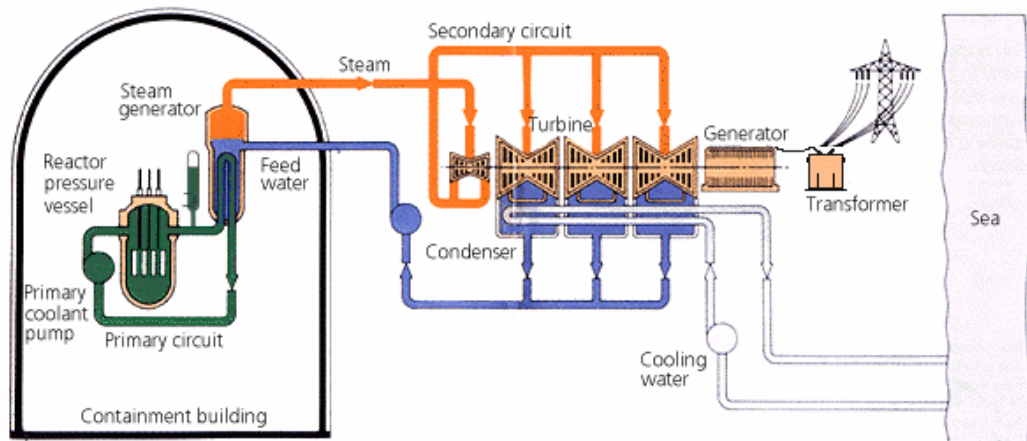 Secondary circuit
Steam
Steam
generator
Turbine
Generator
Reactor
pressure
vessel
Feed
water
Transformer
Sea
Condenser
Primary
coolant
pump
Primary circuit
Cooling
water
Containment building